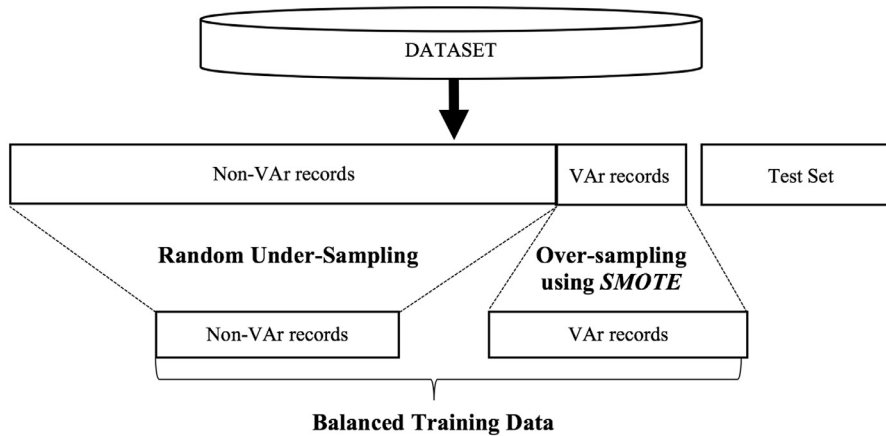 DATASET
Non-VAr records
VAr records
Test Set
Random Under-Sampling
Over-sampling
using SMOTE
Non-VAr records
VAr records
Balanced Training Data